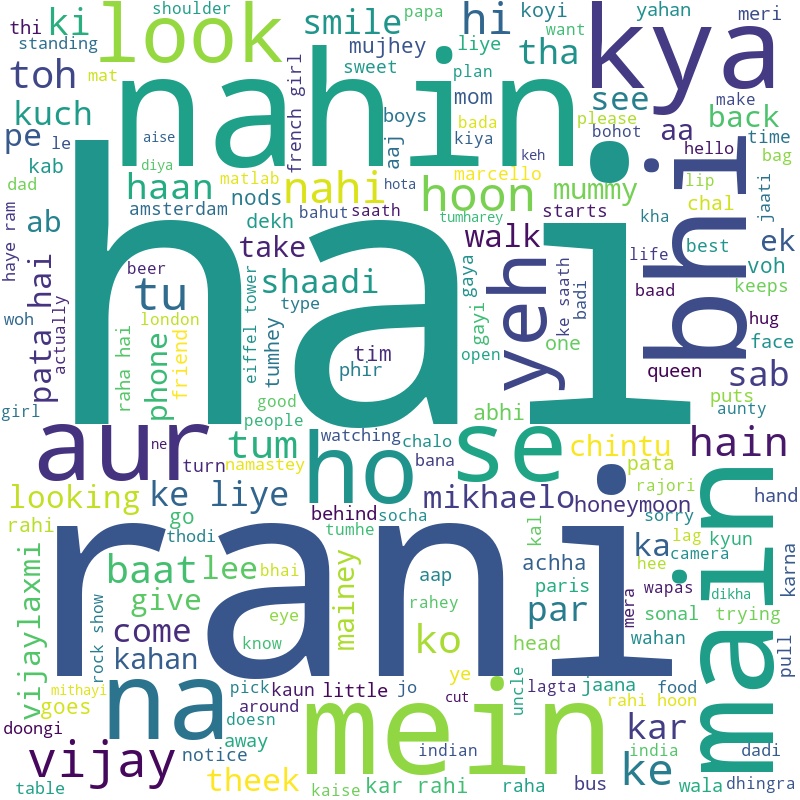 thi
ki
shoulder
look
smile
hi
papa
koyi
yahan
meri
standing
nahin
mujhey
liye
tha
want
kya
toh
mat
french girl
sweet
plan
mom
see
make
kuch
boys
please
back
pe
le
aise
aaj
bada
bohot
aa
time
kab
diya
kiya
keh
hello
bag
dad
haan
matlab
nahi
hota
marcello
hoon
mummy
bhi
lip
chal
jaati
ab
amsterdam
nods
bahut
saath
tumharey
starts
kha
ek
haye ram
dekh
hai
take
walk
yeh
life
best
voh
woh
pata hai
actually
beer
tu
shaadi
gaya
ke saath
badi
baad
hug
keeps
type
london
raha hai
phone
friend
eiffel tower
tumhey
tim
phir
gayi
open
one
queen
face
sab
girl
good
people
abhi
puts
aunty
aur
ne
tum
watching
ho
chalo
se
chintu
hain
turn
namastey
bana
pata
rajori
looking
ke liye
mikhaelo
honeymoon
hand
rahi
go
behind
socha
kal
sorry
main
thodi
tumhe
ka
lag
kyun
camera
vijaylaxmi
rani
baat
lee
bhai
mainey
aap
achha
hee
wapas
karna
give
eye
rahey
paris
par
mera
sonal
dikha
trying
rock show
come
know
ko
head
wahan
pull
kahan
ye
mithayi
goes
na
pick
kaun
little
jo
mein
cut
uncle
lagta
jaana
food
rahi hoon
doongi
doesn
around
vijay
notice
away
indian
kar
india
dadi
table
theek
kaise
kar rahi
raha
bus
ke
wala
dhingra